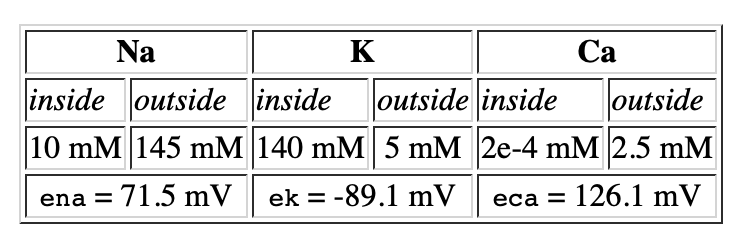 Na K Ca
inside outside inside outside inside outside
10 mM 145 mM 140 mM 5 mM 2e-4 mM 2.5 mM
ena = 71.5 mV ek = -89.1 mV eca = 126.1 mV